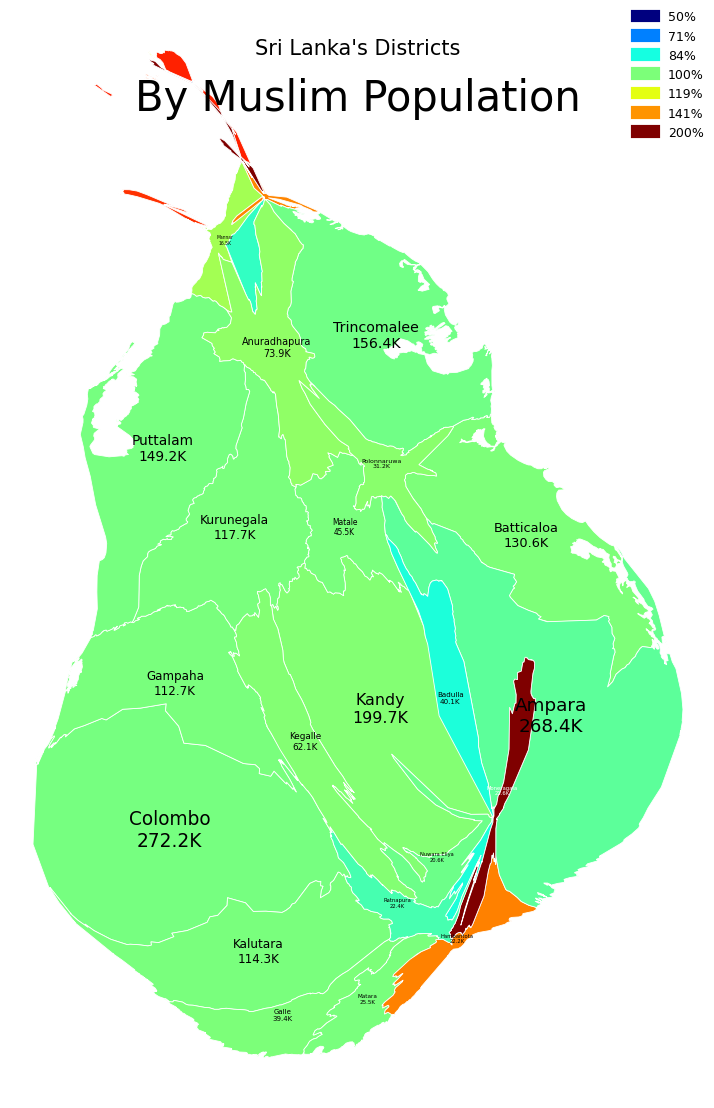 Sri Lanka's Districts
By Muslim Population
50%
71%
84%
100%
119%
141%
200%
Mannar
16.5K
Trincomalee
156.4K
Anuradhapura
73.9K
Puttalam
149.2K
Polonnaruwa
31.2K
Kurunegala
117.7K
Matale
45.5K
Batticaloa
130.6K
Gampaha
112.7K
Kandy
199.7K
Badulla
40.1K
Ampara
268.4K
Kegalle
62.1K
Colombo
272.2K
Nuwara Eliya
20.6K
Ratnapura
22.4K
Kalutara
114.3K
Hambantota
Matara
25.5K
Galle
39.4K